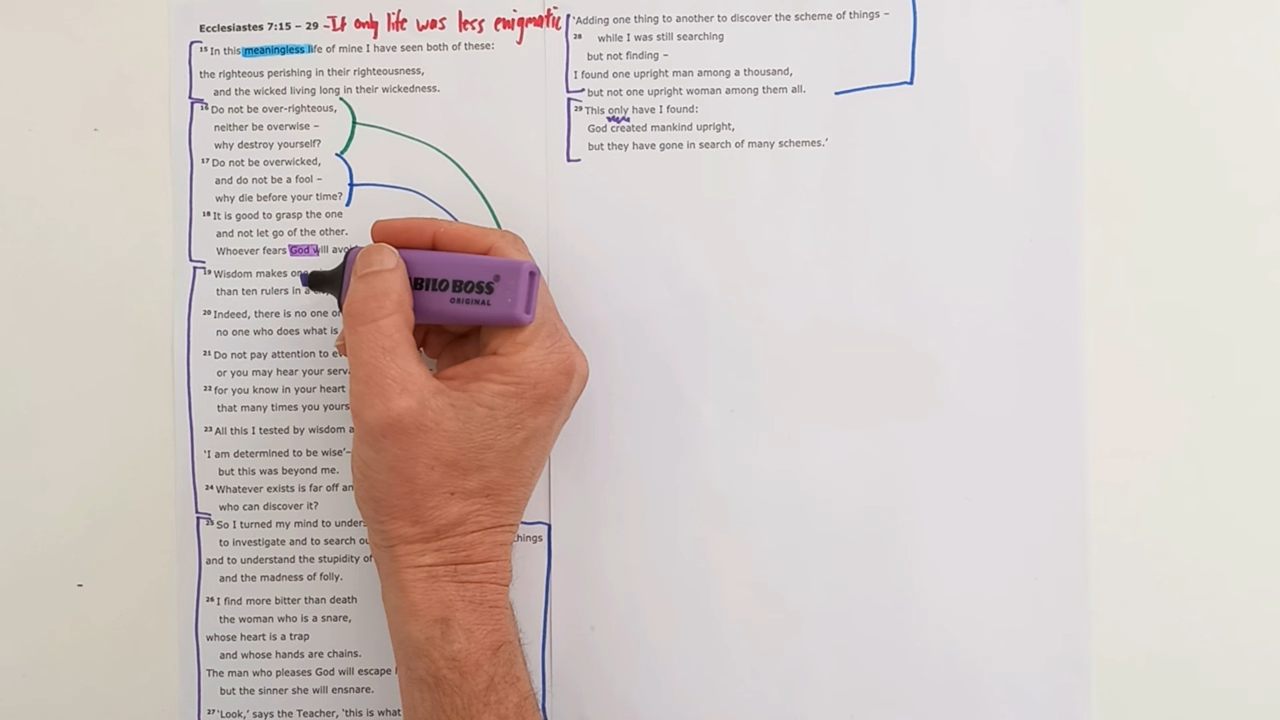 Ecclesiastes 7:15 – 29 - If only life was less enigmatic
15 In this meaningless life of mine I have seen both of these:
the righteous perishing in their righteousness,
and the wicked living long in their wickedness.
16 Do not be over-righteous,
neither be overwise –
why destroy yourself?
17 Do not be overwicked,
and do not be a fool –
why die before your time?
18 It is good to grasp the one
and not let go of the other.
Whoever fears God will
19 Wisdom makes
than ten rulers in a
20 Indeed, there is no one
no one who does what is
21 Do not pay attention to
or you may hear your
22 for you know in your heart
that many times you
23 All this I tested by wisdom
'I am determined to be wise'–
but this was beyond me.
24 Whatever exists is far off
who can discover it?
25 So I turned my mind to
to investigate and to search
things
and to understand the stupidity of
and the madness of folly.
26 I find more bitter than death
the woman who is a snare,
whose heart is a trap
and whose hands are chains.
The man who pleases God will escape
but the sinner she will ensnare.
27 'Look,' says the Teacher, 'this is what
'Adding one thing to another to discover the scheme of things –
28 while I was still searching
but not finding –
I found one upright man among a thousand,
but not one upright woman among them all.
29 This only have I found:
God created mankind upright,
but they have gone in search of many schemes.'
BOSS
ORIGINAL